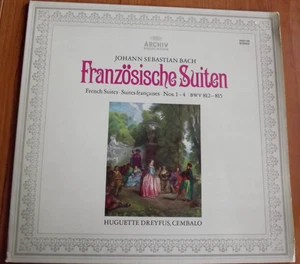 ARCHIV
JOHANN SEBASTIAN BACH
Französische Suiten
French Suites · Suites françaises · Nos. 1-4 · BWV 812-815
HUGUETTE DREYFUS, CEMBALO